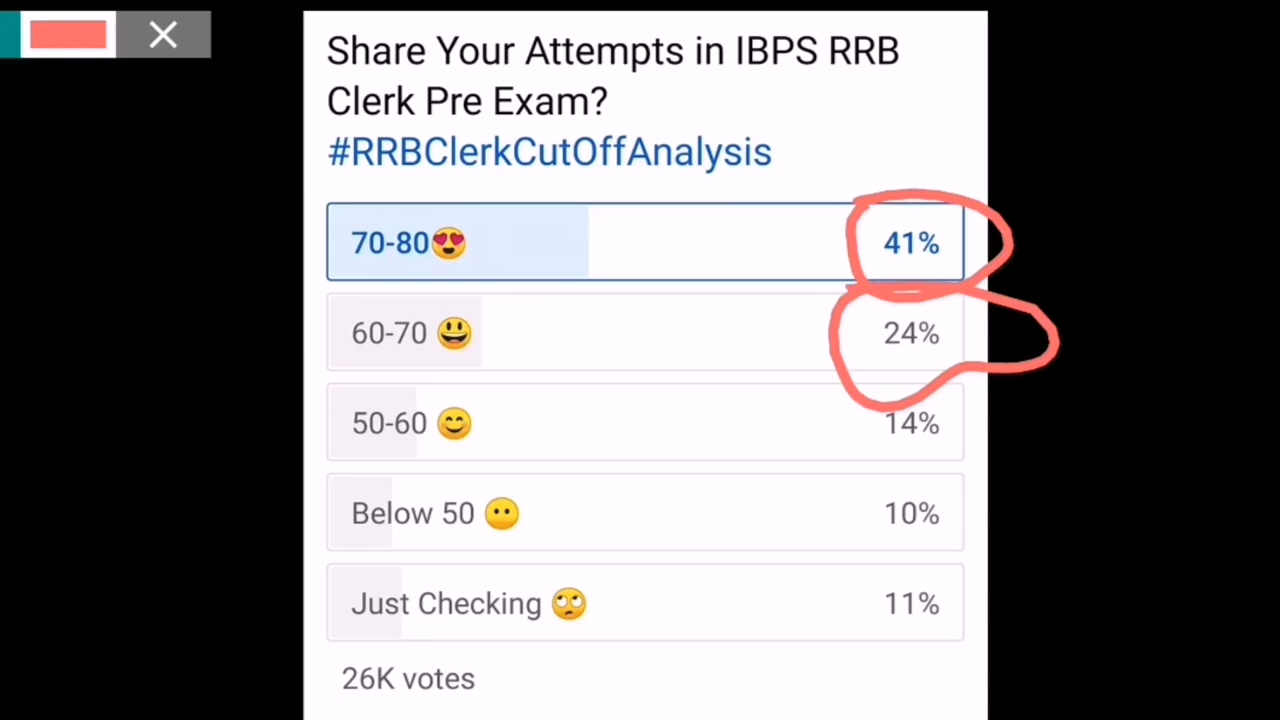 Share Your Attempts in IBPS RRB
Clerk Pre Exam?
#RRBClerkCutOffAnalysis
70-80😍 41%
60-70 😃 24%
50-60 😊 14%
Below 50 😶 10%
Just Checking 🙄 11%
26K votes